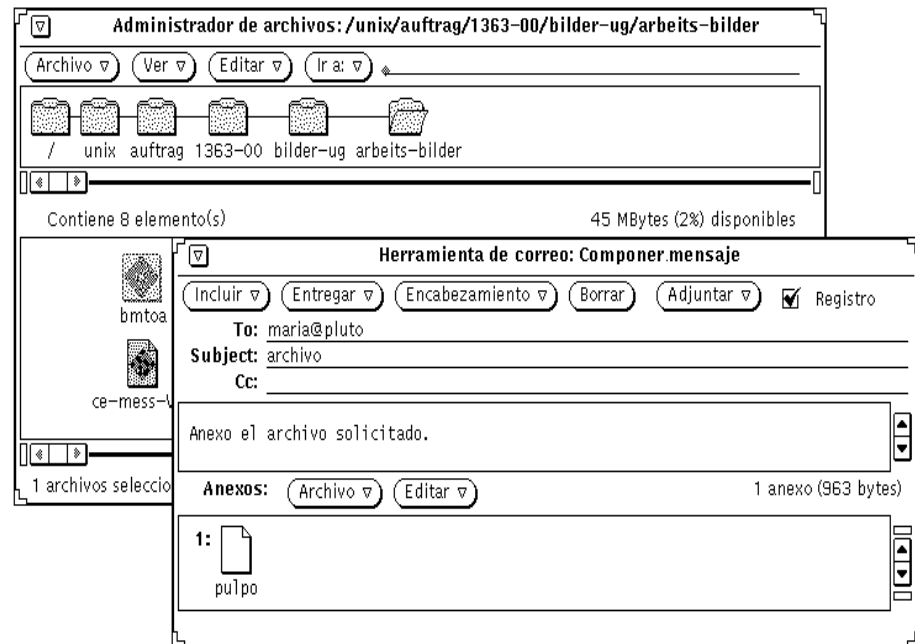 Administrador de archivos: /unix/auftrag/1363-00/bilder-ug/arbeits-bilder
Archivo Ver Editar Ir a:
/ unix auftrag 1363-00 bilder-ug arbeits-bilder
Contiene 8 elemento(s) 45 MBytes (2%) disponibles
bmtoa
ce-mess-
1 archivos seleccio
Herramienta de correo: Componer mensaje
Incluir Entregar Encabezamiento Borrar Adjuntar Registro
To: maria@pluto
Subject: archivo
Cc:
Anexo el archivo solicitado.
Anexos: Archivo Editar 1 anexo (963 bytes)
1:
pulpo